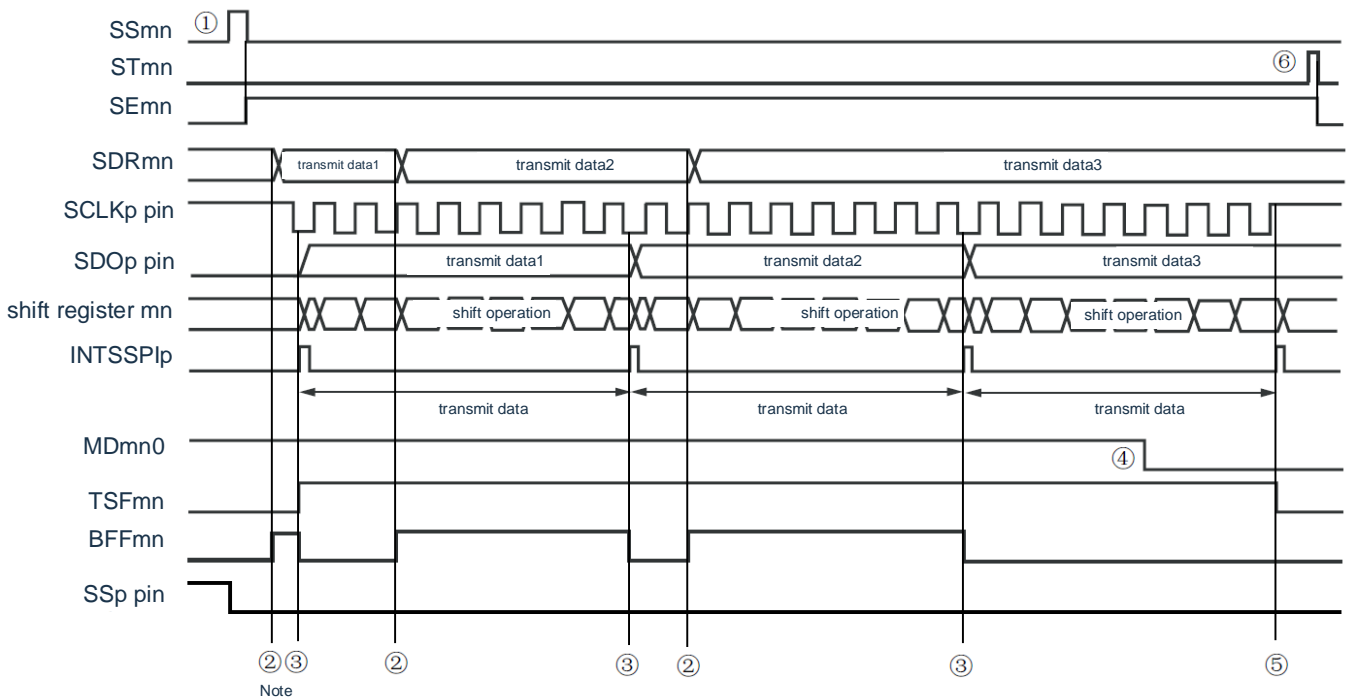 SSmn ①
STmn ⑥
SEmn
SDRmn transmit data1 transmit data2 transmit data3
SCLKp pin
SDOp pin transmit data1 transmit data2 transmit data3
shift register mn shift operation shift operation shift operation
INTSSPIp
transmit data transmit data transmit data
MDmn0 ④
TSFmn
BFFmn
SSp pin
② ③ ② ③ ② ③ ⑤
Note